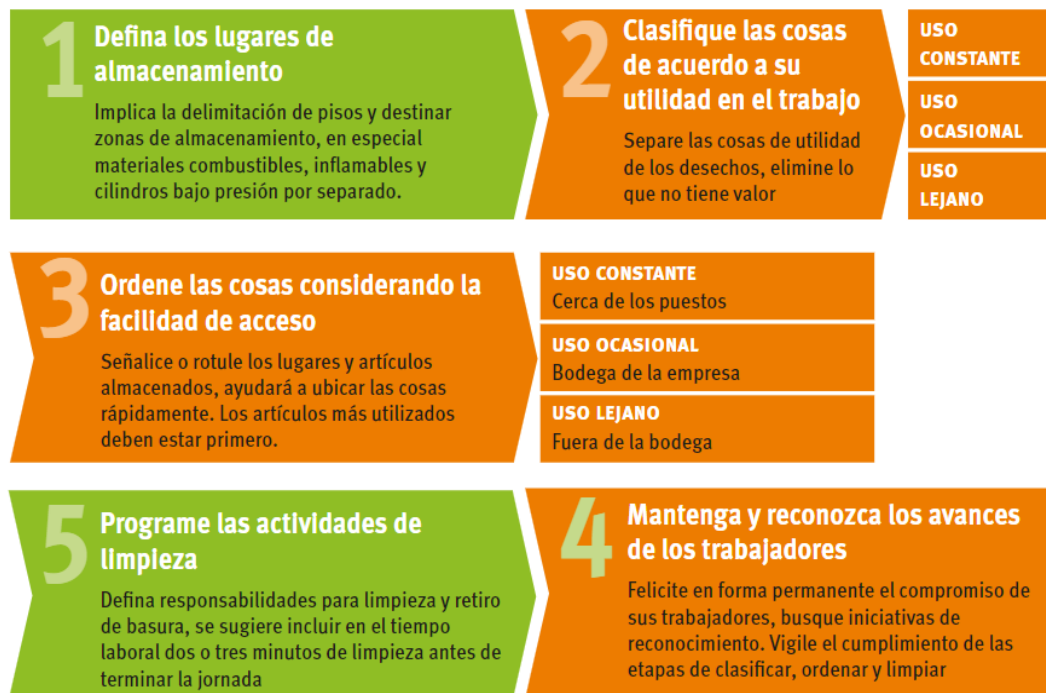 1
Defina los lugares de
almacenamiento
Implica la delimitación de pisos y destinar
zonas de almacenamiento, en especial
materiales combustibles, inflamables y
cilindros bajo presión por separado.
2
Clasifique las cosas
de acuerdo a su
utilidad en el trabajo
Separe las cosas de utilidad
de los desechos, elimine lo
que no tiene valor
USO
CONSTANTE
USO
OCASIONAL
USO
LEJANO
3
Ordene las cosas considerando la
facilidad de acceso
Señalice o rotule los lugares y artículos
almacenados, ayudará a ubicar las cosas
rápidamente. Los artículos más utilizados
deben estar primero.
USO CONSTANTE
Cerca de los puestos
USO OCASIONAL
Bodega de la empresa
USO LEJANO
Fuera de la bodega
5
Programe las actividades de
limpieza
Defina responsabilidades para limpieza y retiro
de basura, se sugiere incluir en el tiempo
laboral dos o tres minutos de limpieza antes de
terminar la jornada
4
Mantenga y reconozca los avances
de los trabajadores
Felicite en forma permanente el compromiso de
sus trabajadores, busque iniciativas de
reconocimiento. Vigile el cumplimiento de las
etapas de clasificar, ordenar y limpiar